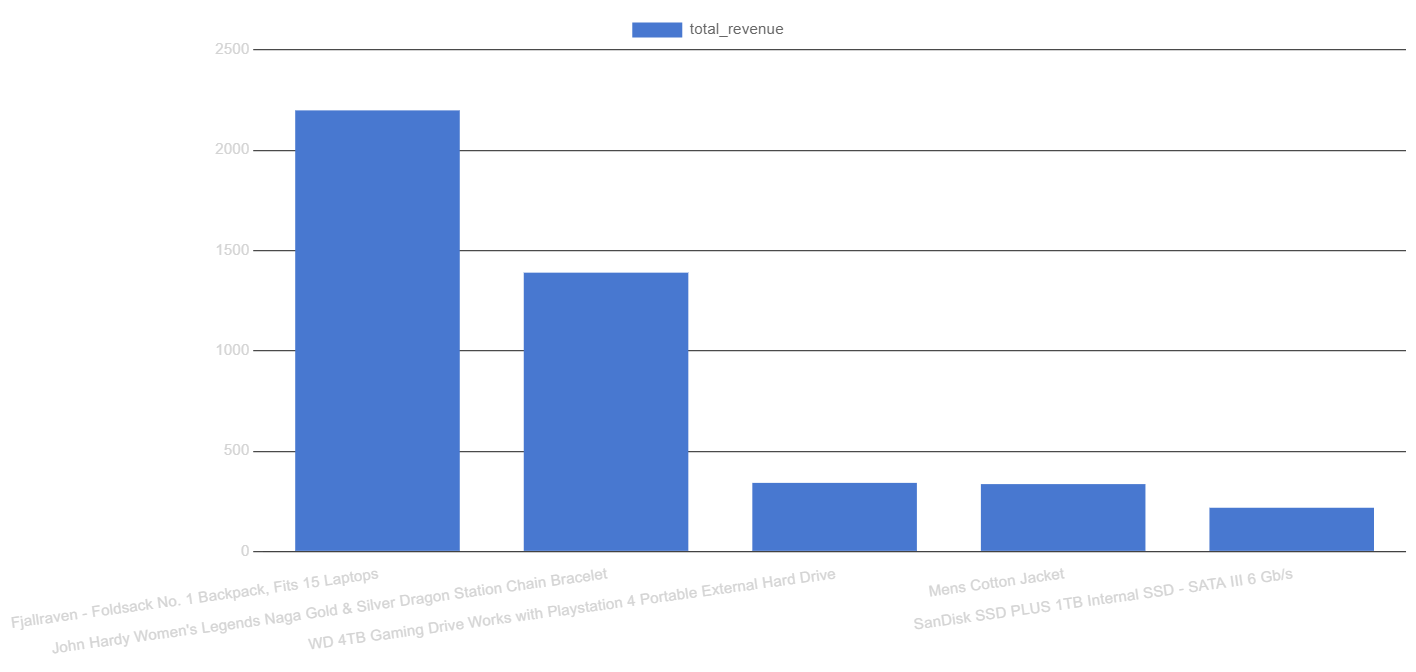 total_revenue
2500
2000
1500
1000
500
0
Fjallraven - Foldsack No. 1 Backpack, Fits 15 Laptops
John Hardy Women's Legends Naga Gold & Silver Dragon Station Chain Bracelet
WD 4TB Gaming Drive Works with Playstation 4 Portable External Hard Drive
Mens Cotton Jacket
SanDisk SSD PLUS 1TB Internal SSD - SATA III 6 Gb/s